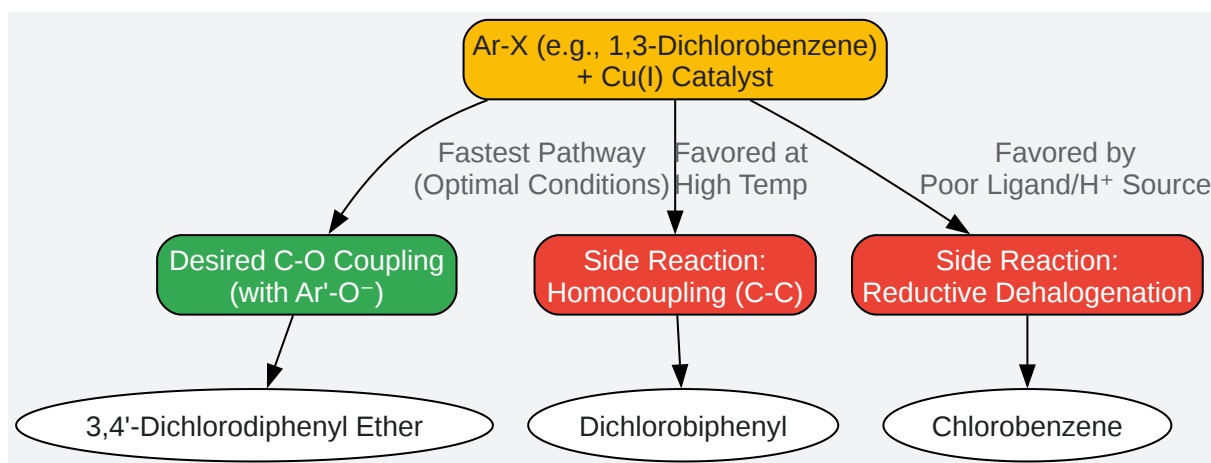 Ar-X (e.g., 1,3-Dichlorobenzene)
+ Cu(I) Catalyst
Fastest Pathway
(Optimal Conditions)
Favored at
High Temp
Favored by
Poor Ligand/H⁺ Source
Desired C-O Coupling
(with Ar'-O⁻)
Side Reaction:
Homocoupling (C-C)
Side Reaction:
Reductive Dehalogenation
3,4'-Dichlorodiphenyl Ether
Dichlorobiphenyl
Chlorobenzene